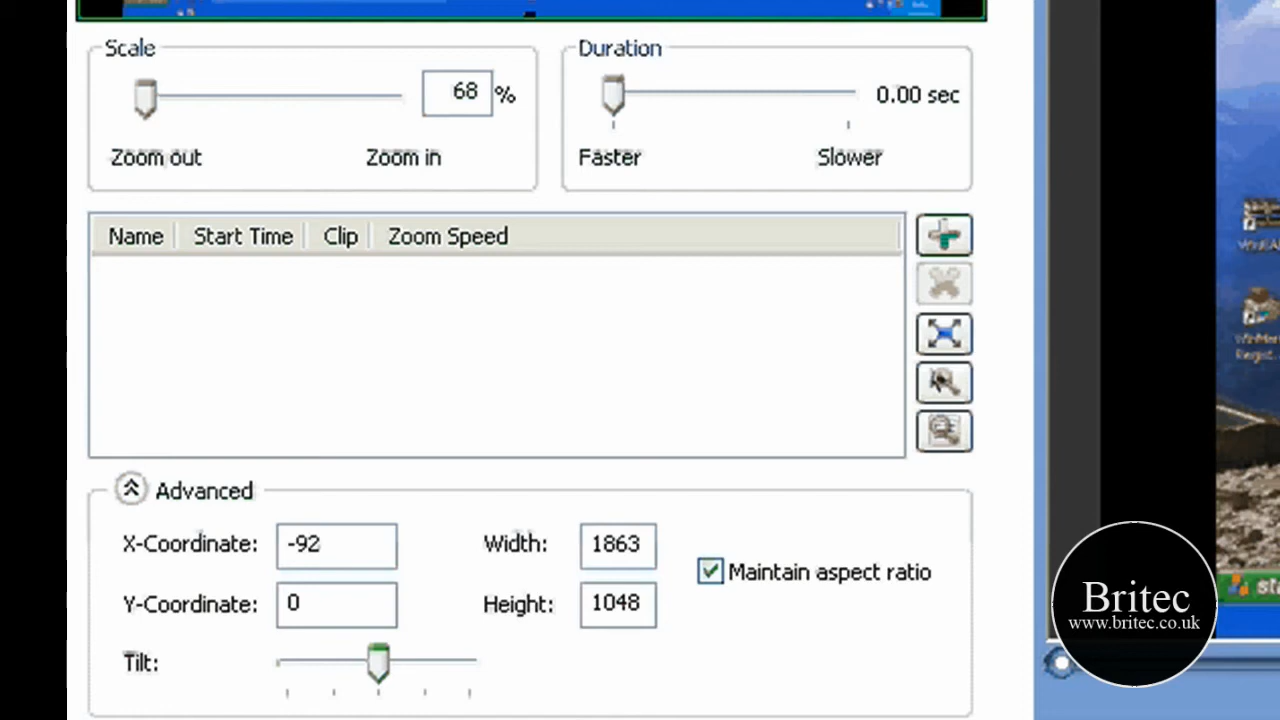 Scale
Duration
68 %
0.00 sec
Zoom out
Zoom in
Faster
Slower
Name
Start Time
Clip
Zoom Speed
Advanced
X-Coordinate: -92
Width: 1863
Maintain aspect ratio
Y-Coordinate: 0
Height: 1048
Tilt:
Britec
www.britec.co.uk